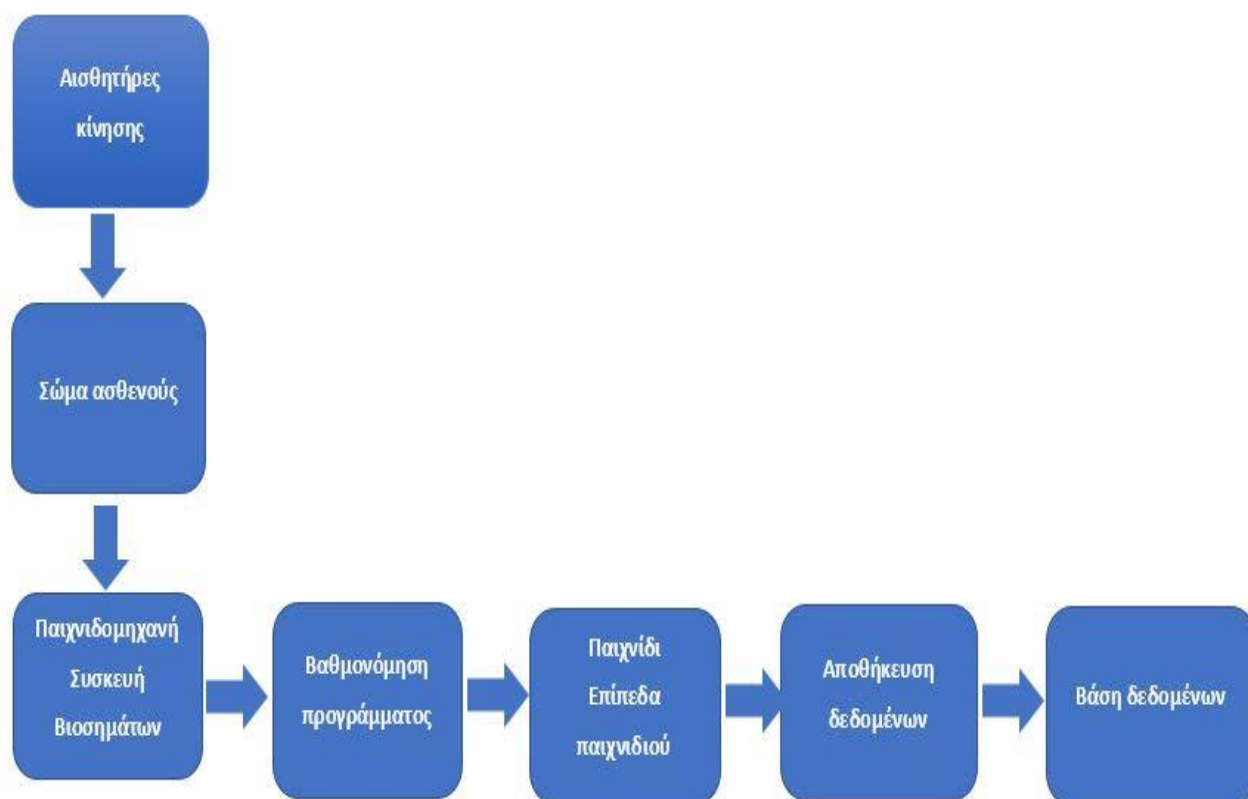 Αισθητήρες
κίνησης
Σώμα ασθενούς
Παιχνιδομηχανή
Συσκευή
Βιοσημάτων
Βαθμονόμηση
προγράμματος
Παιχνίδι
Επίπεδα
παιχνιδιού
Αποθήκευση
δεδομένων
Βάση δεδομένων